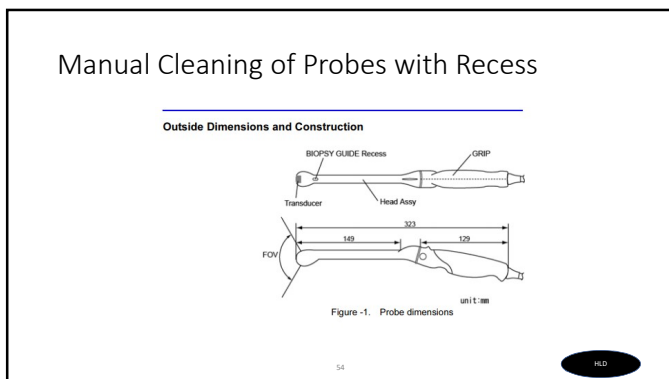 Manual Cleaning of Probes with Recess
Outside Dimensions and Construction
BIOPSY GUIDE Recess
GRIP
Transducer
Head Assy
323
149
129
FOV
unit:mm
Figure -1. Probe dimensions
54
HLD